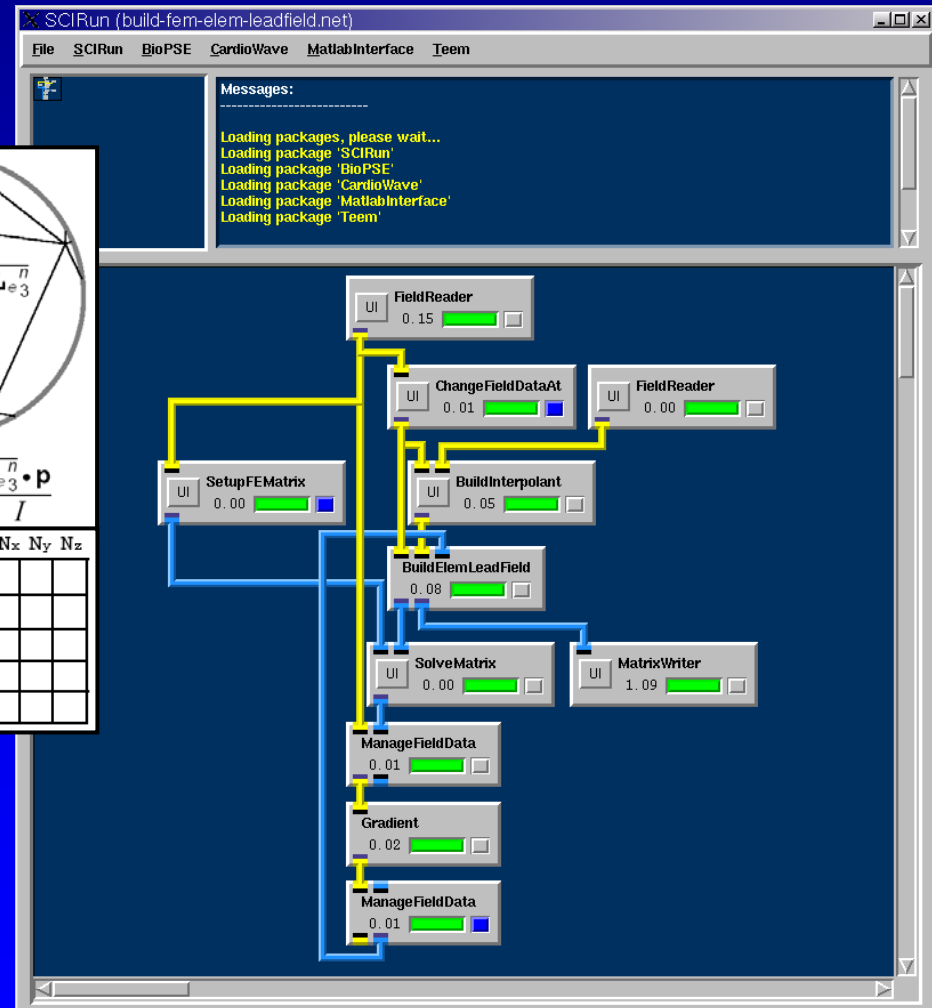 SCIRun (build-fem-elem-leadfield.net)
File SCIRun BioPSE CardioWave MatlabInterface Teem
Messages:
--------------------------
Loading packages, please wait...
Loading package 'SCIRun'
Loading package 'BioPSE'
Loading package 'CardioWave'
Loading package 'MatlabInterface'
Loading package 'Teem'
UI FieldReader
0.15
UI ChangeFieldDataAt
0.01
UI FieldReader
0.00
UI SetupFEMatrix
0.00
UI BuildInterpolant
0.05
BuildElemLeadField
0.08
UI SolveMatrix
0.00
UI MatrixWriter
1.09
ManageFieldData
0.01
Gradient
0.02
ManageFieldData
0.01
n
e3
n
e3 • p
I
Nx Ny Nz